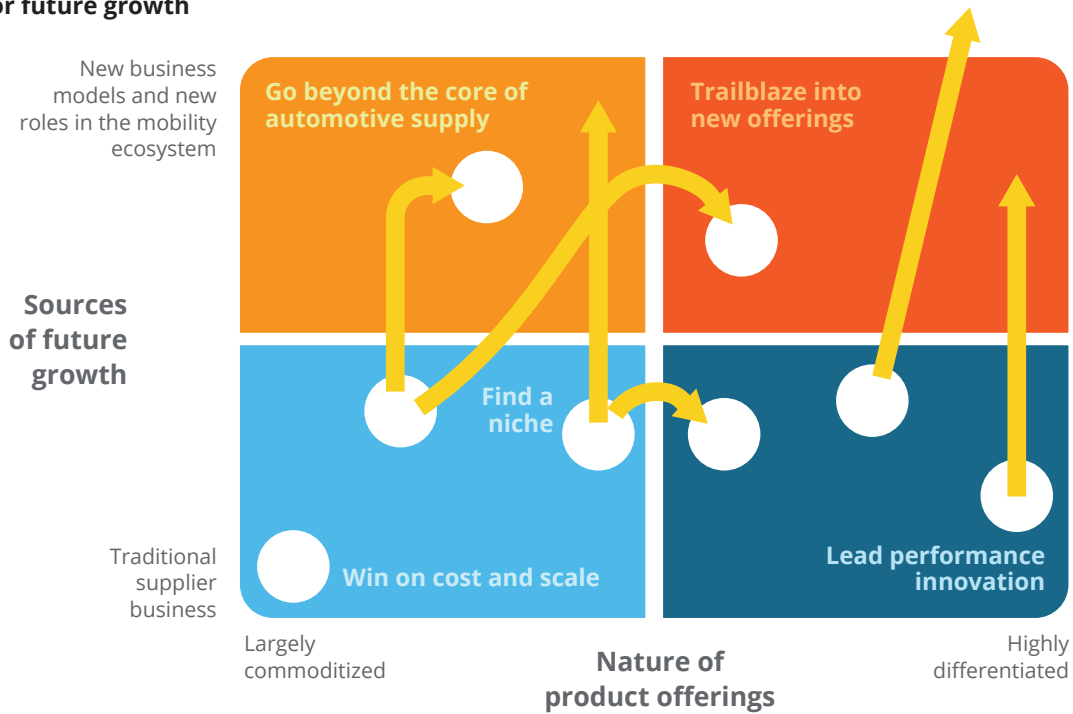 or future growth
New business
models and new
roles in the mobility
ecosystem
Go beyond the core of
automotive supply
Trailblaze into
new offerings
Sources
of future
growth
Find a
niche
Traditional
supplier
business
Win on cost and scale
Lead performance
innovation
Largely
commoditized
Nature of
product offerings
Highly
differentiated